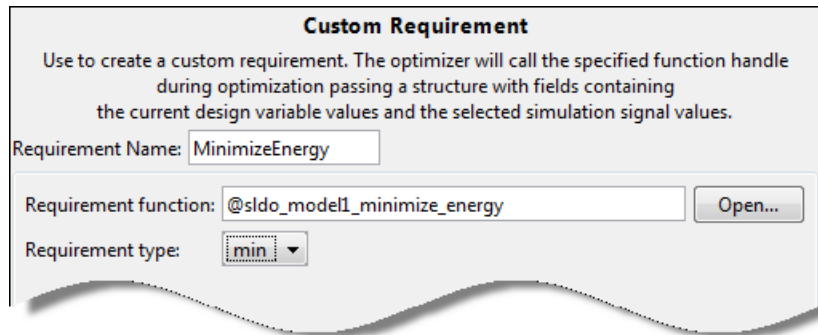 Custom Requirement
Use to create a custom requirement. The optimizer will call the specified function handle
during optimization passing a structure with fields containing
the current design variable values and the selected simulation signal values.
Requirement Name: MinimizeEnergy
Requirement function: @sldo_model1_minimize_energy Open...
Requirement type: min